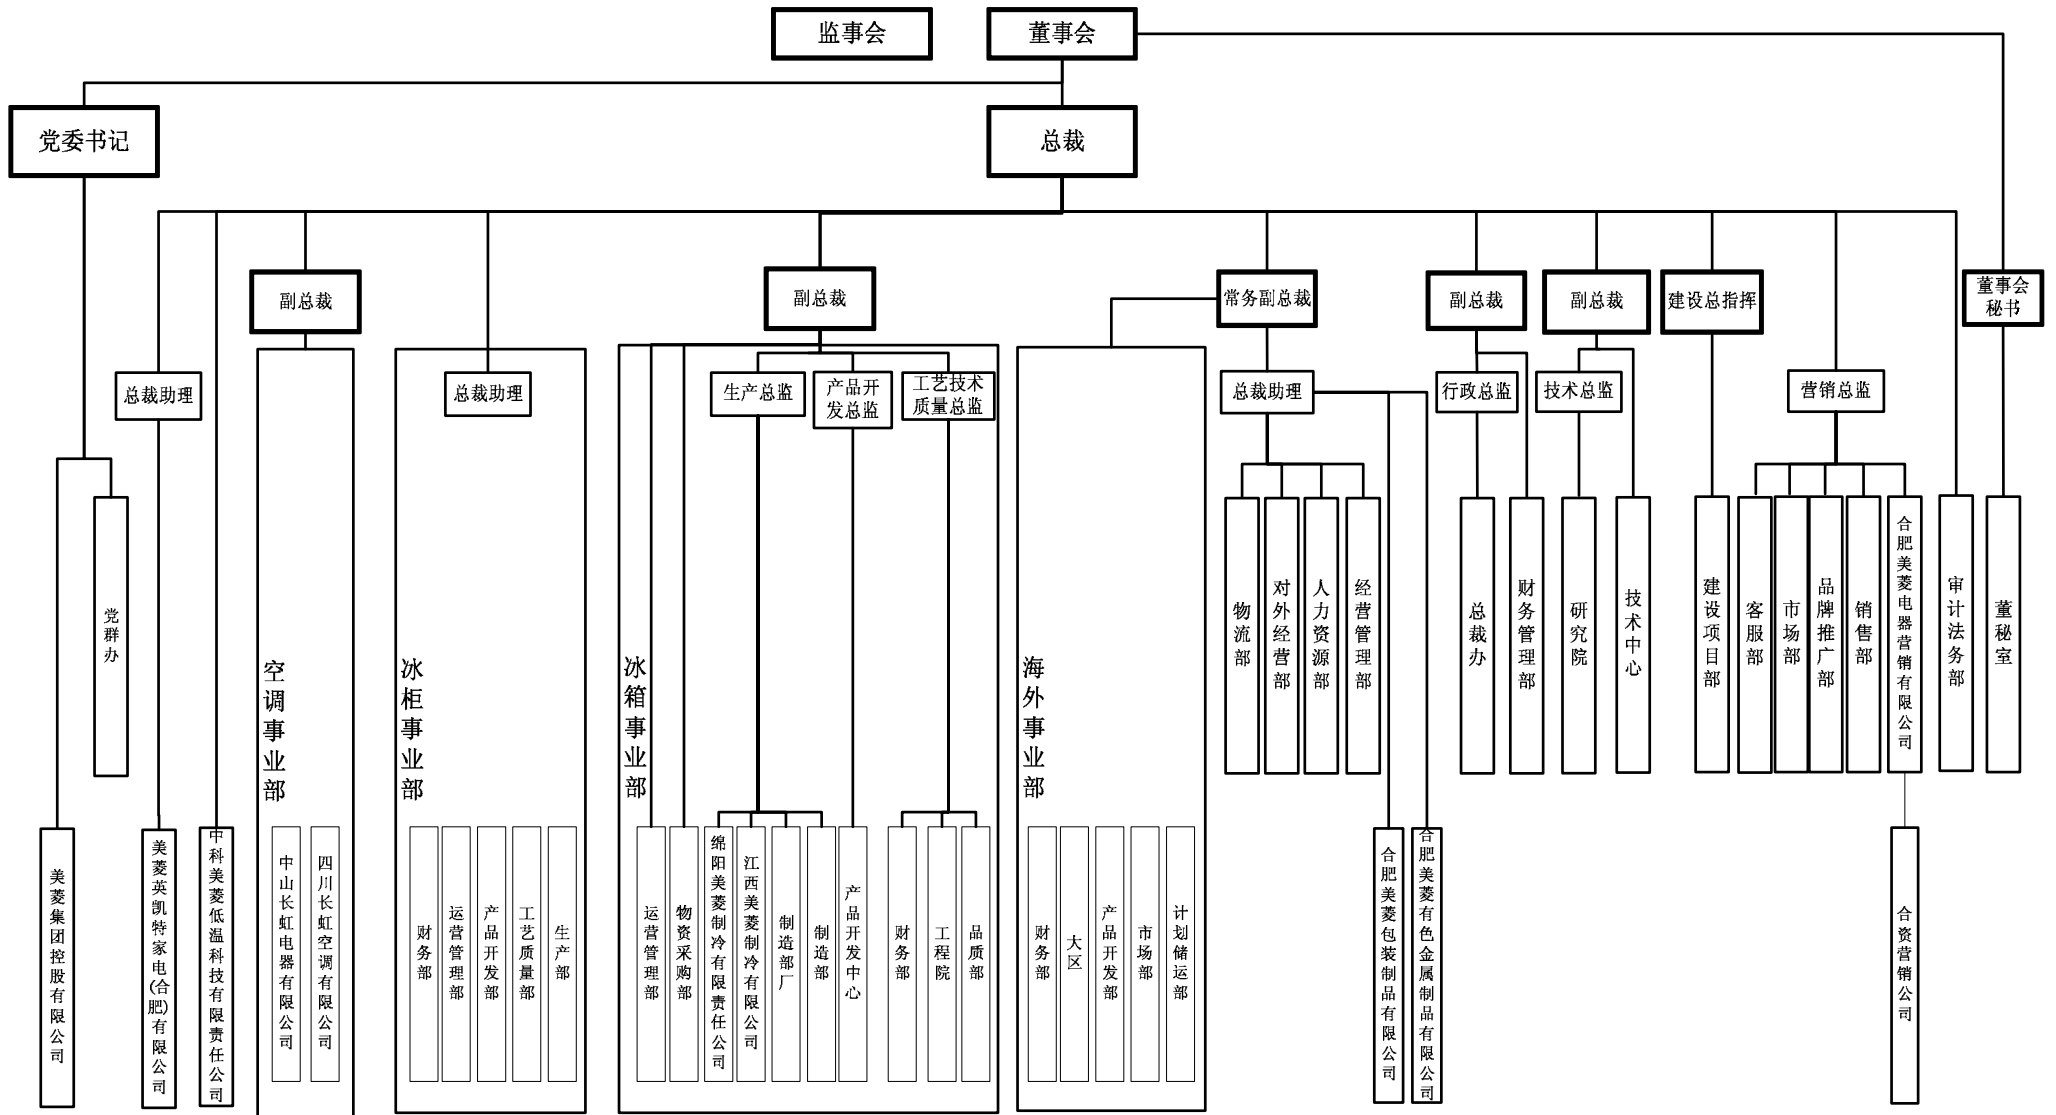 监事会
董事会
党委书记
总裁
副总裁
副总裁
常务副总裁
副总裁
副总裁
建设总指挥
董事会
秘书
总裁助理
总裁助理
生产总监
产品开
发总监
工艺技术
质量总监
总裁助理
行政总监
技术总监
营销总监
党群办
物流部
对外经营部
人力资源部
经营管理部
总裁办
财务管理部
研究院
技术中心
建设项目部
客服部
市场部
品牌推广部
销售部
合肥美菱电器营销有限公司
审计法务部
董秘室
空调事业部
冰柜事业部
冰箱事业部
海外事业部
美菱集团控股有限公司
美菱英凯特家电(合肥)有限公司
中科美菱低温科技有限责任公司
中山长虹电器有限公司
四川长虹空调有限公司
财务部
运营管理部
产品开发部
工艺质量部
生产部
运营管理部
物资采购部
绵阳美菱制冷有限责任公司
江西美菱制冷有限公司
制造部厂
制造部
产品开发中心
财务部
工程院
品质部
财务部
大区
产品开发部
市场部
计划储运部
合肥美菱包装制品有限公司
合肥美菱有色金属制品有限公司
合资营销公司